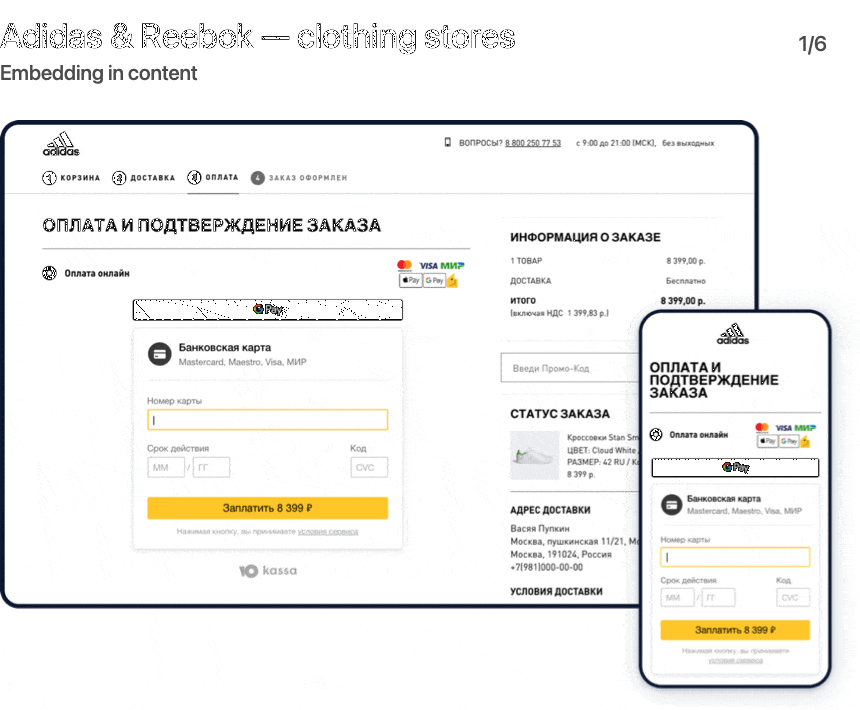 Adidas & Reebok — clothing stores
1/6
Embedding in content
adidas
ВОПРОСЫ? 8 800 250 77 53 с 9:00 до 21:00 (МСК), без выходных
1 КОРЗИНА 2 ДОСТАВКА 3 ОПЛАТА 4 ЗАКАЗ ОФОРМЛЕН
ОПЛАТА И ПОДТВЕРЖДЕНИЕ ЗАКАЗА
Оплата онлайн
VISA МИР
Pay G Pay
G Pay
Банковская карта
Mastercard, Maestro, Visa, МИР
Номер карты
Срок действия Код
ММ / ГГ CVC
Заплатить 8 399 ₽
Нажимая кнопку, вы принимаете условия сервиса
Ю kassa
ИНФОРМАЦИЯ О ЗАКАЗЕ
1 ТОВАР 8 399,00 р.
ДОСТАВКА Бесплатно
ИТОГО 8 399,00 р.
(включая НДС 1 399,83 р.)
Введи Промо-Код
СТАТУС ЗАКАЗА
Кроссовки Stan Sm
ЦВЕТ: Cloud White
РАЗМЕР: 42 RU / Ко
8 399 р.
АДРЕС ДОСТАВКИ
Вася Пупкин
Москва, пушкинская 11/21, Мо
Москва, 191024, Россия
+7(981)000-00-00
УСЛОВИЯ ДОСТАВКИ
adidas
ОПЛАТА И
ПОДТВЕРЖДЕНИЕ
ЗАКАЗА
Оплата онлайн
VISA МИР
Pay G Pay
G Pay
Банковская карта
Mastercard, Maestro, Visa, МИР
Номер карты
Срок действия Код
ММ / ГГ CVC
Заплатить 8 399 ₽
Нажимая кнопку, вы принимаете
условия сервиса